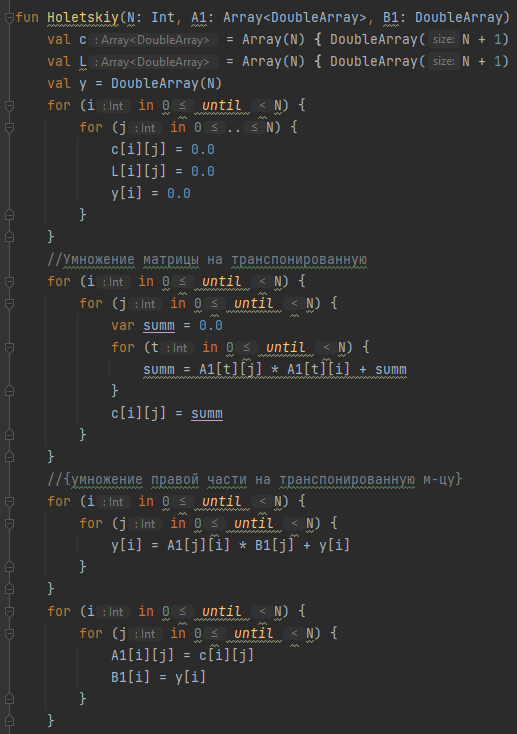 fun Holetskiy(N: Int, A1: Array<DoubleArray>, B1: DoubleArray)
val c : Array<DoubleArray> = Array(N) { DoubleArray( size: N + 1)
val L : Array<DoubleArray> = Array(N) { DoubleArray( size: N + 1)
val y = DoubleArray(N)
for (i : Int in 0 ≤ until < N) {
for (j : Int in 0 ≤ .. ≤ N) {
c[i][j] = 0.0
L[i][j] = 0.0
y[i] = 0.0
}
}
//Умножение матрицы на транспонированную
for (i : Int in 0 ≤ until < N) {
for (j : Int in 0 ≤ until < N) {
var summ = 0.0
for (t : Int in 0 ≤ until < N) {
summ = A1[t][j] * A1[t][i] + summ
}
c[i][j] = summ
}
}
//{умножение правой части на транспонированную м-цу}
for (i : Int in 0 ≤ until < N) {
for (j : Int in 0 ≤ until < N) {
y[i] = A1[j][i] * B1[j] + y[i]
}
}
for (i : Int in 0 ≤ until < N) {
for (j : Int in 0 ≤ until < N) {
A1[i][j] = c[i][j]
B1[i] = y[i]
}
}